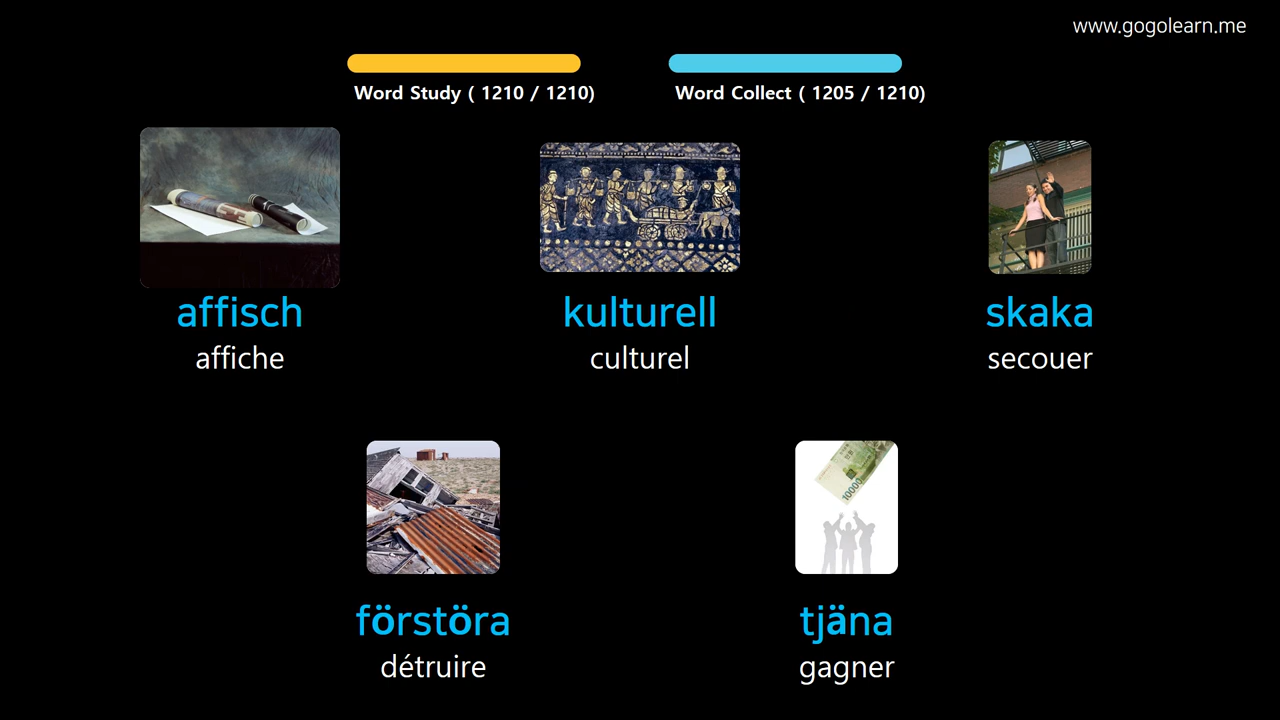 www.gogolearn.me
Word Study ( 1210 / 1210)
Word Collect ( 1205 / 1210)
affisch
kulturell
skaka
affiche
culturel
secouer
10000
förstöra
tjäna
détruire
gagner